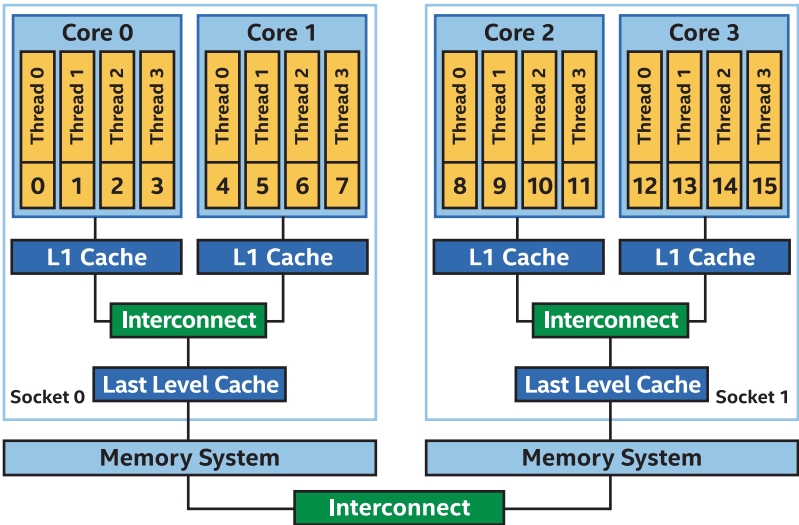 Core 0
Core 1
Core 2
Core 3
Thread 0
Thread 1
Thread 2
Thread 3
Thread 0
Thread 1
Thread 2
Thread 3
Thread 0
Thread 1
Thread 2
Thread 3
Thread 0
Thread 1
Thread 2
Thread 3
0 1 2 3 4 5 6 7 8 9 10 11 12 13 14 15
L1 Cache
L1 Cache
L1 Cache
L1 Cache
Interconnect
Interconnect
Last Level Cache
Last Level Cache
Socket 0
Socket 1
Memory System
Memory System
Interconnect